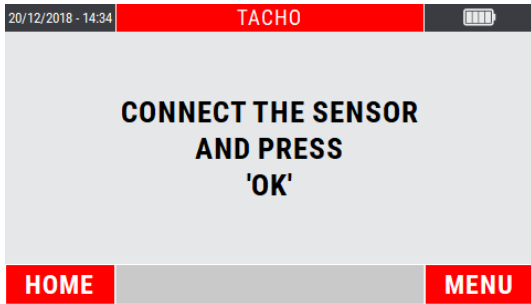 20/12/2018 - 14:34 TACHO
CONNECT THE SENSOR
AND PRESS
'OK'
HOME MENU